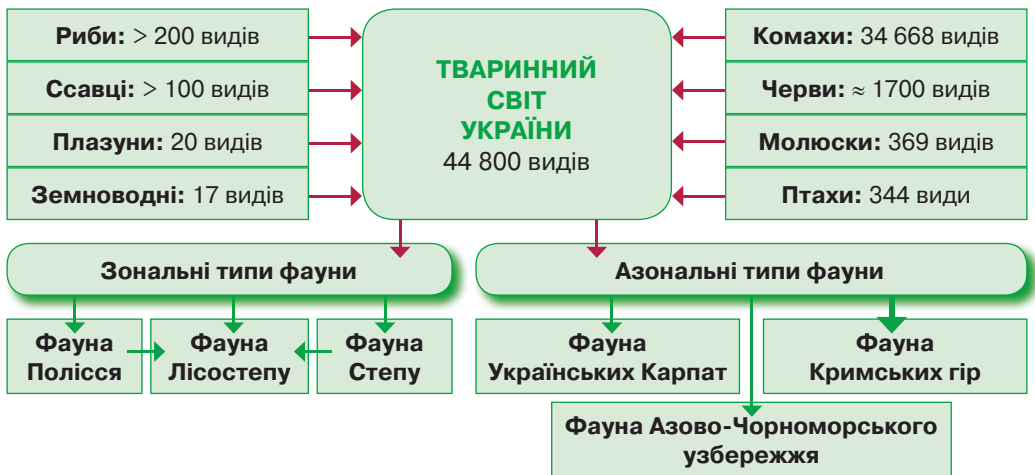 Риби: > 200 видів
Ссавці: > 100 видів
Плазуни: 20 видів
Земноводні: 17 видів
ТВАРИННИЙ
СВІТ
УКРАЇНИ
44 800 видів
Комахи: 34 668 видів
Черви: ≈ 1700 видів
Молюски: 369 видів
Птахи: 344 види
Зональні типи фауни
Азональні типи фауни
Фауна
Полісся
Фауна
Лісостепу
Фауна
Степу
Фауна
Українських Карпат
Фауна
Кримських гір
Фауна Азово-Чорноморського
узбережжя